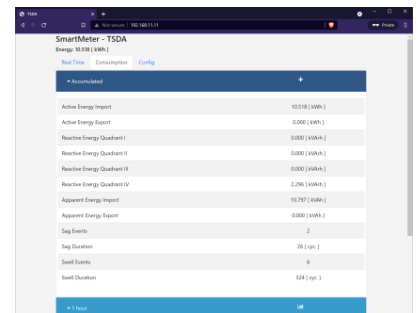 TSDA
Not secure | 192.168.11.11
Private
SmartMeter - TSDA
Energy: 10.518 [ kWh ]
Real Time Consumption Config.
Accumulated +
Active Energy Import 10.518 [ kWh ]
Active Energy Export 0.000 [ kWh ]
Reactive Energy Quadrant I 0.000 [ kVArh ]
Reactive Energy Quadrant II 0.000 [ kVArh ]
Reactive Energy Quadrant III 0.000 [ kVArh ]
Reactive Energy Quadrant IV 2.296 [ kVArh ]
Apparent Energy Import 10.797 [ kVAh ]
Apparent Energy Export 0.000 [ kVAh ]
Sag Events 2
Sag Duration 26 [ cyc. ]
Swell Events
Swell Duration 324 [ cyc. ]
1 hour